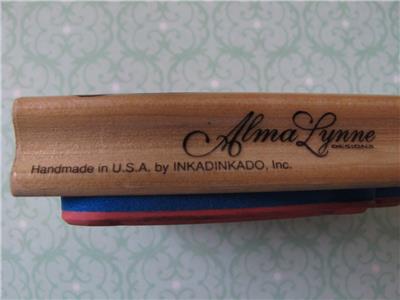 Alma Lynne
DESIGNS
Handmade in U.S.A. by INKADINKADO, Inc.